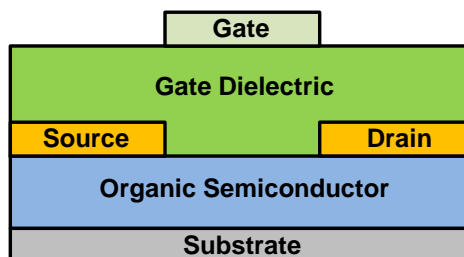 Gate
Gate Dielectric
Source
Drain
Organic Semiconductor
Substrate